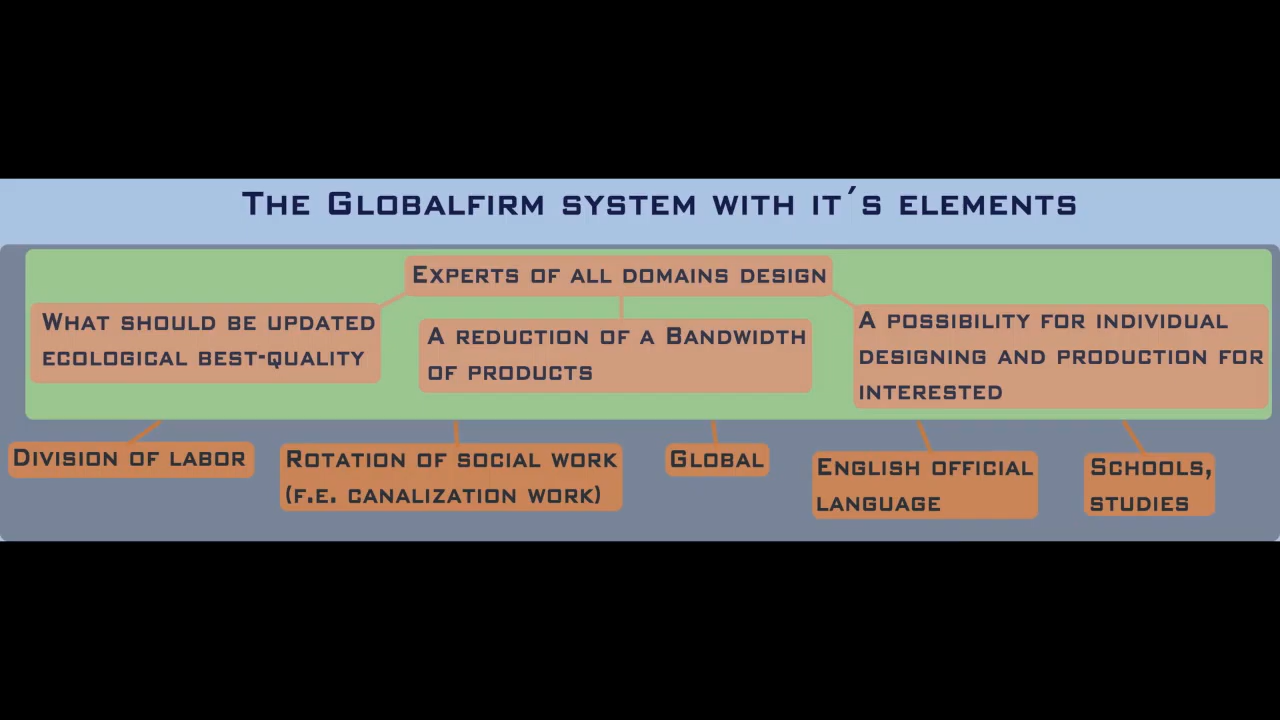 The Globalfirm system with it´s elements
Experts of all domains design
What should be updated
ecological best-quality
A reduction of a Bandwidth
of products
A possibility for individual
designing and production for
interested
Division of labor
Rotation of social work
(f.e. canalization work)
Global
English official
language
Schools,
studies